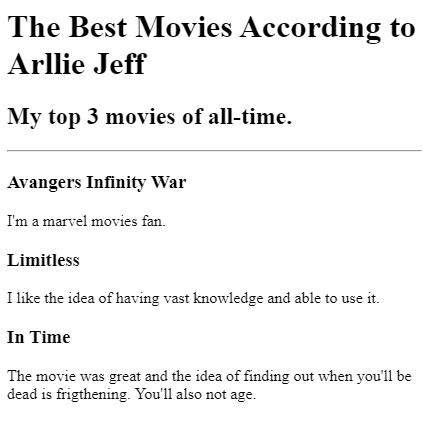 The Best Movies According to
Arllie Jeff
My top 3 movies of all-time.
Avangers Infinity War
I'm a marvel movies fan.
Limitless
I like the idea of having vast knowledge and able to use it.
In Time
The movie was great and the idea of finding out when you'll be
dead is frigthening. You'll also not age.